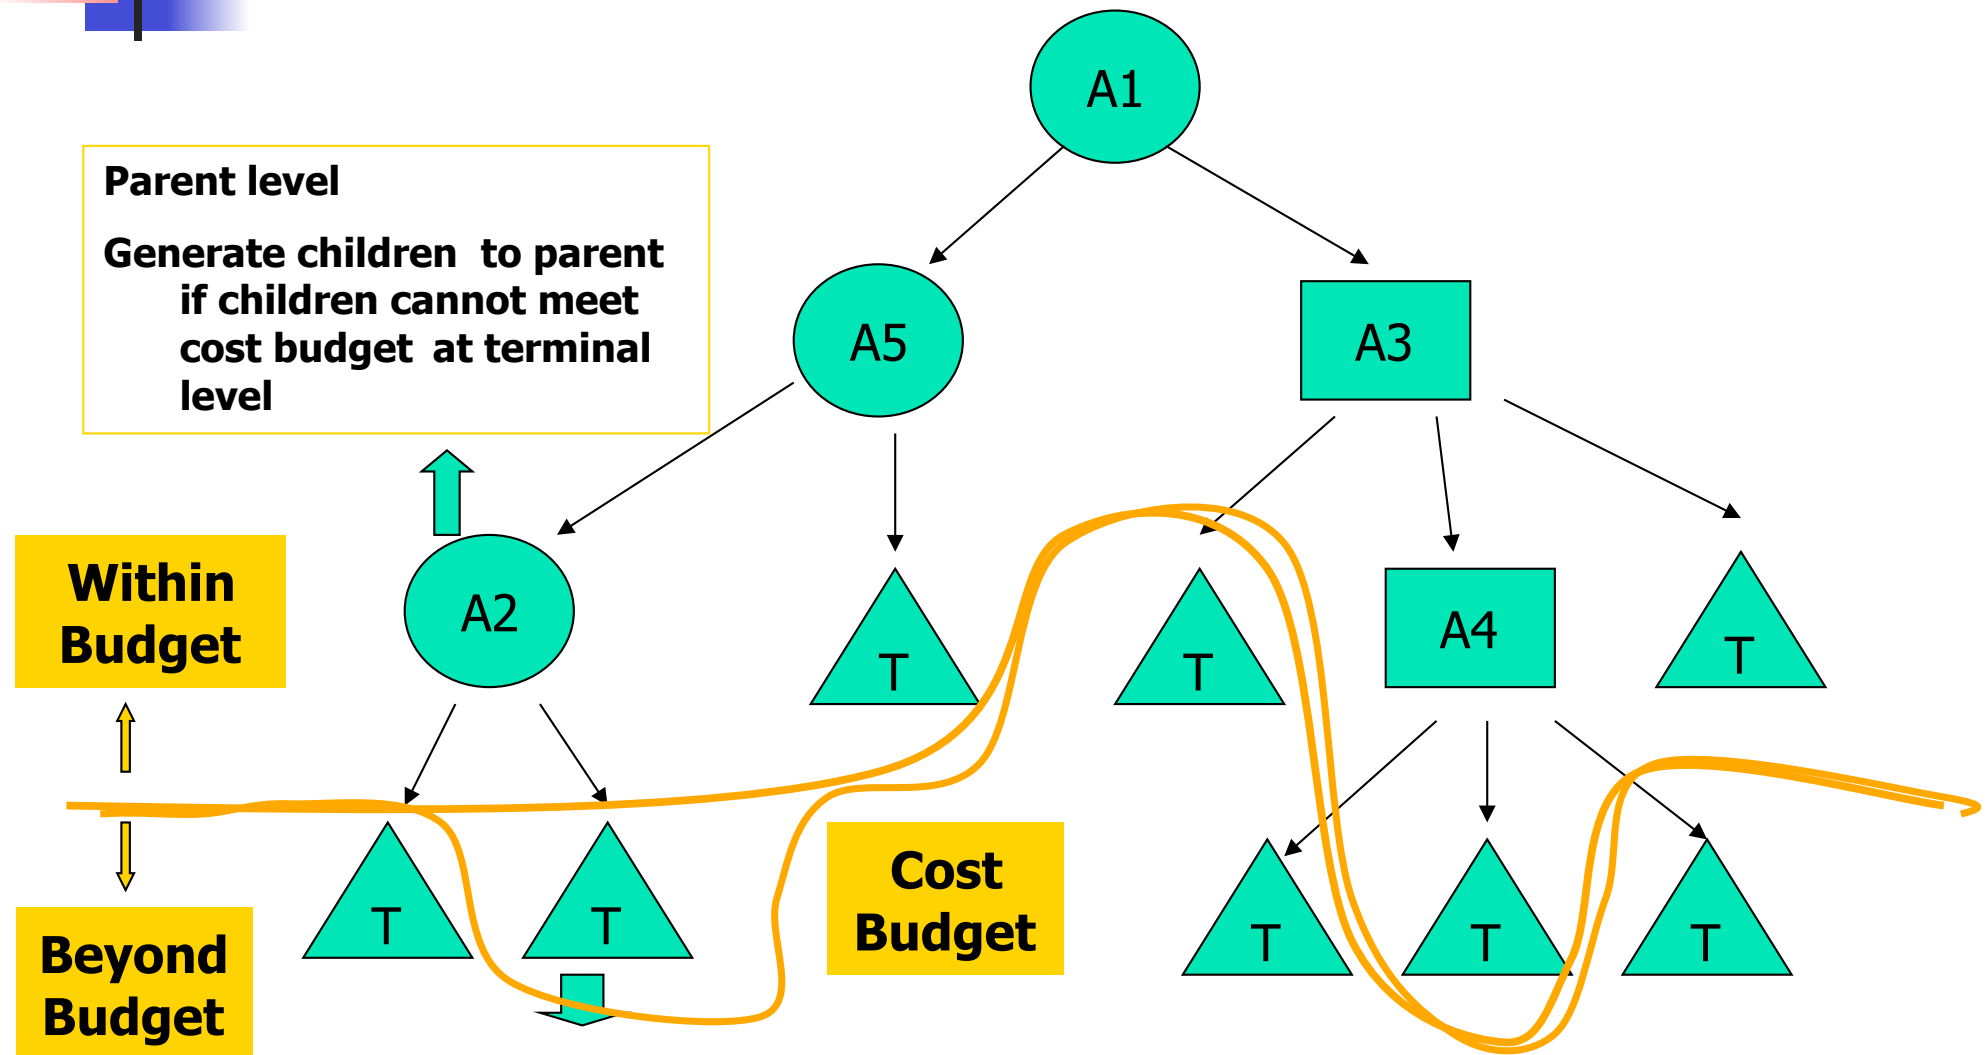 A1
Parent level
Generate children to parent
if children cannot meet
cost budget at terminal
level
A5
A3
Within
Budget
A2
T
T
A4
T
Beyond
Budget
T
T
Cost
Budget
T
T
T